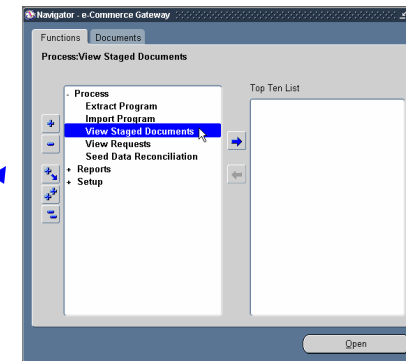 Navigator - e-Commerce Gateway
Functions Documents
Process:View Staged Documents
Top Ten List
- Process
Extract Program
Import Program
View Staged Documents
View Requests
Seed Data Reconciliation
+ Reports
+ Setup
Open